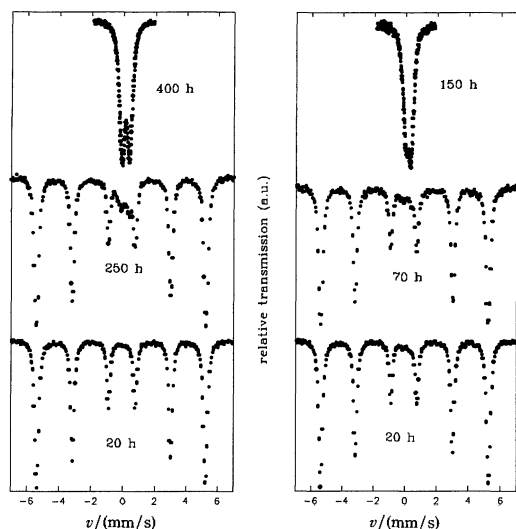 400 h
250 h
20 h
-6 -4 -2 0 2 4 6
v/(mm/s)
relative transmission (a.u.)
150 h
70 h
20 h
-6 -4 -2 0 2 4 6
v/(mm/s)